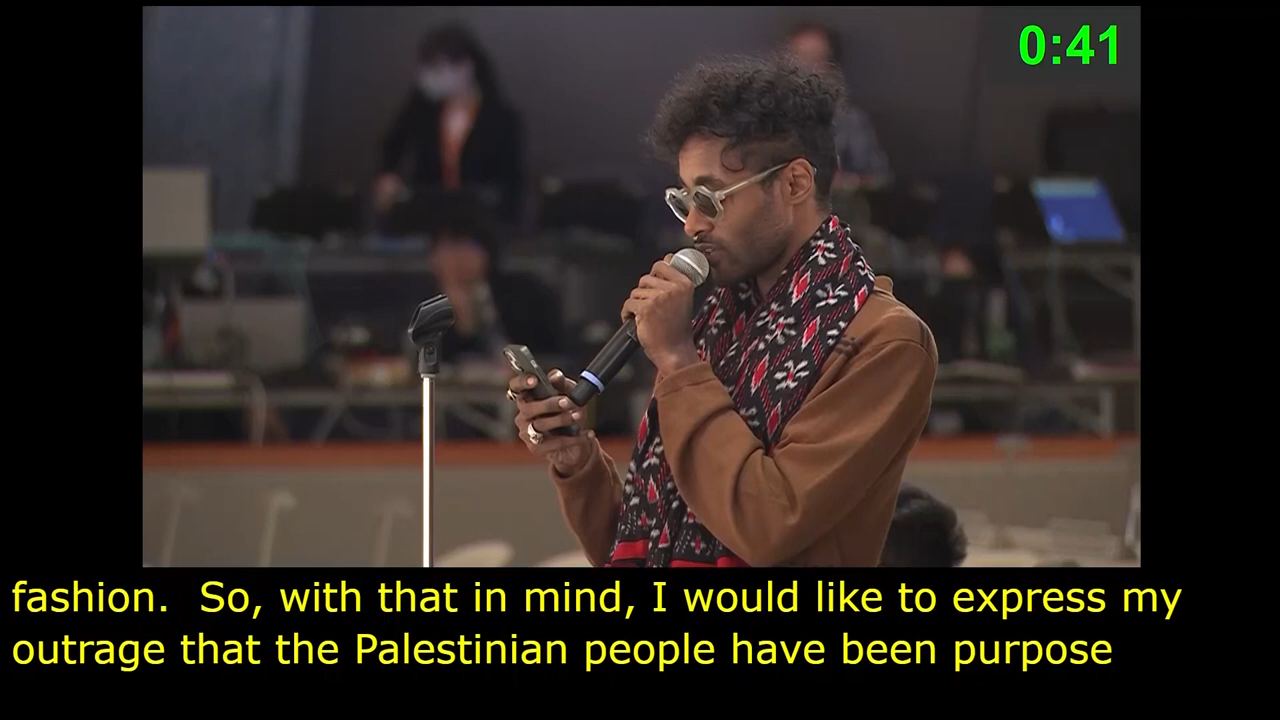 0:41
fashion.  So, with that in mind, I would like to express my
outrage that the Palestinian people have been purpose